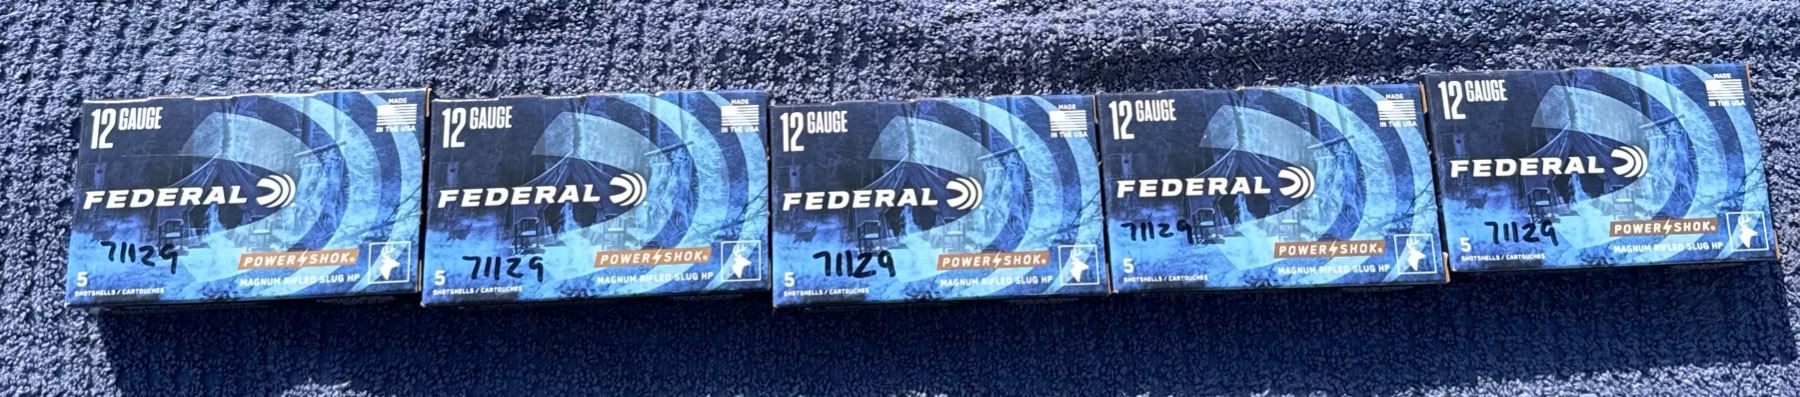 12 GAUGE
MADE
IN THE USA
FEDERAL
71129
POWER SHOK®
5
MAGNUM RIFLED SLUG HP
SHOTSHELLS / CARTOUCHES
12 GAUGE
MADE
IN THE USA
FEDERAL
71129
POWER SHOK®
5
MAGNUM RIFLED SLUG HP
SHOTSHELLS / CARTOUCHES
12 GAUGE
MADE
IN THE USA
FEDERAL
71129
POWER SHOK®
5
MAGNUM RIFLED SLUG HP
SHOTSHELLS / CARTOUCHES
12 GAUGE
MADE
IN THE USA
FEDERAL
71129
POWER SHOK®
5
MAGNUM RIFLED SLUG HP
SHOTSHELLS / CARTOUCHES
12 GAUGE
MADE
IN THE USA
FEDERAL
71129
POWER SHOK®
5
MAGNUM RIFLED SLUG HP
SHOTSHELLS / CARTOUCHES